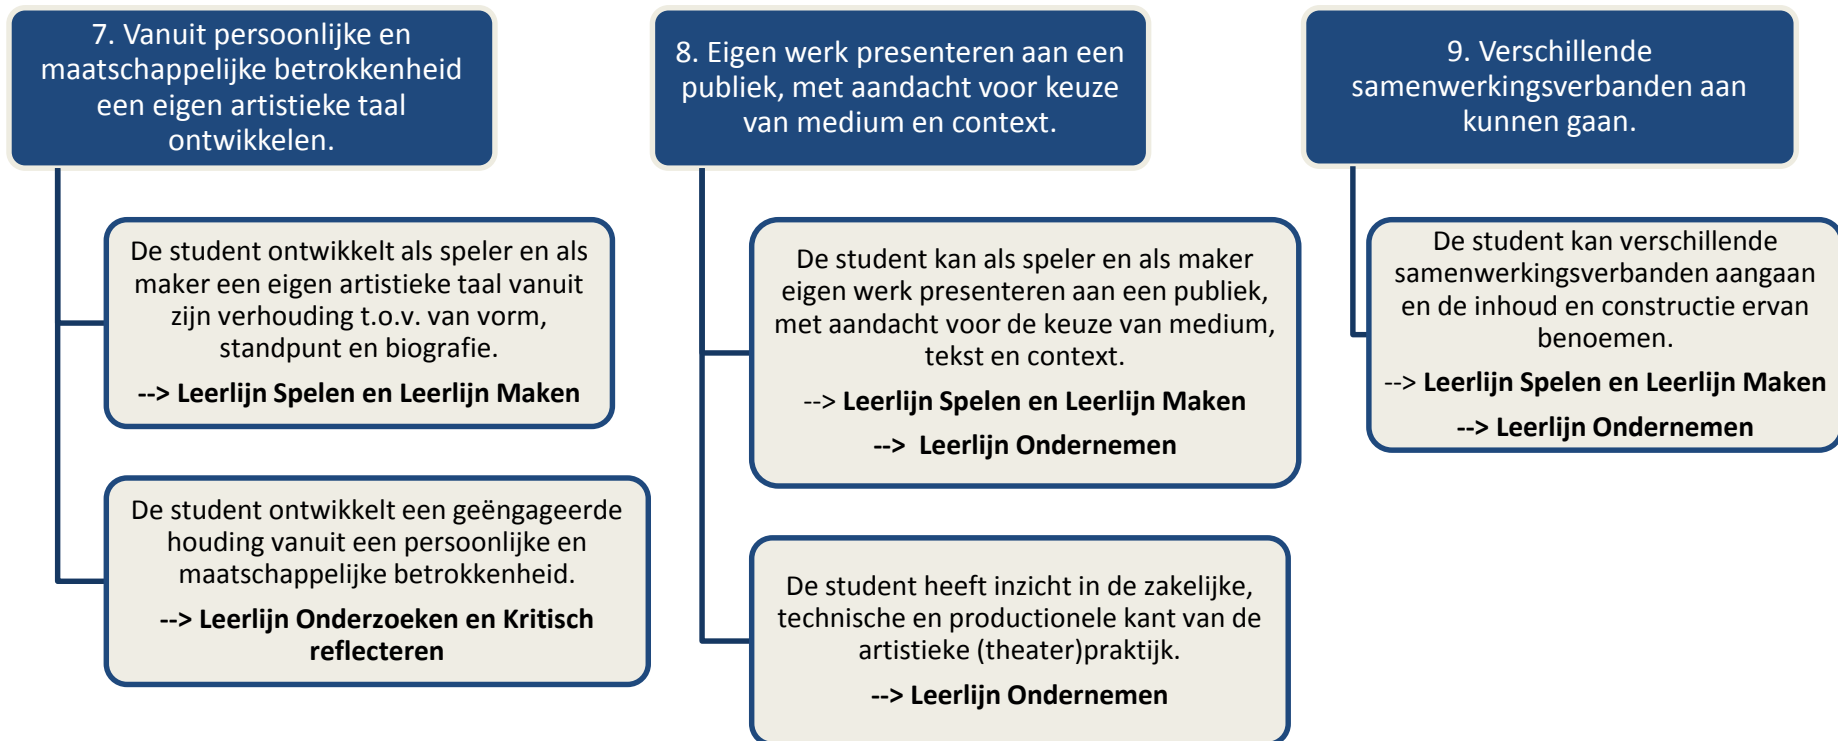 7. Vanuit persoonlijke en
maatschappelijke betrokkenheid
een eigen artistieke taal
ontwikkelen.
De student ontwikkelt als speler en als
maker een eigen artistieke taal vanuit
zijn verhouding t.o.v. van vorm,
standpunt en biografie.
--> Leerlijn Spelen en Leerlijn Maken
De student ontwikkelt een geëngageerde
houding vanuit een persoonlijke en
maatschappelijke betrokkenheid.
--> Leerlijn Onderzoeken en Kritisch
reflecteren
8. Eigen werk presenteren aan een
publiek, met aandacht voor keuze
van medium en context.
De student kan als speler en als maker
eigen werk presenteren aan een publiek,
met aandacht voor de keuze van medium,
tekst en context.
--> Leerlijn Spelen en Leerlijn Maken
--> Leerlijn Ondernemen
De student heeft inzicht in de zakelijke,
technische en productionele kant van de
artistieke (theater)praktijk.
--> Leerlijn Ondernemen
9. Verschillende
samenwerkingsverbanden aan
kunnen gaan.
De student kan verschillende
samenwerkingsverbanden aangaan
en de inhoud en constructie ervan
benoemen.
--> Leerlijn Spelen en Leerlijn Maken
--> Leerlijn Ondernemen